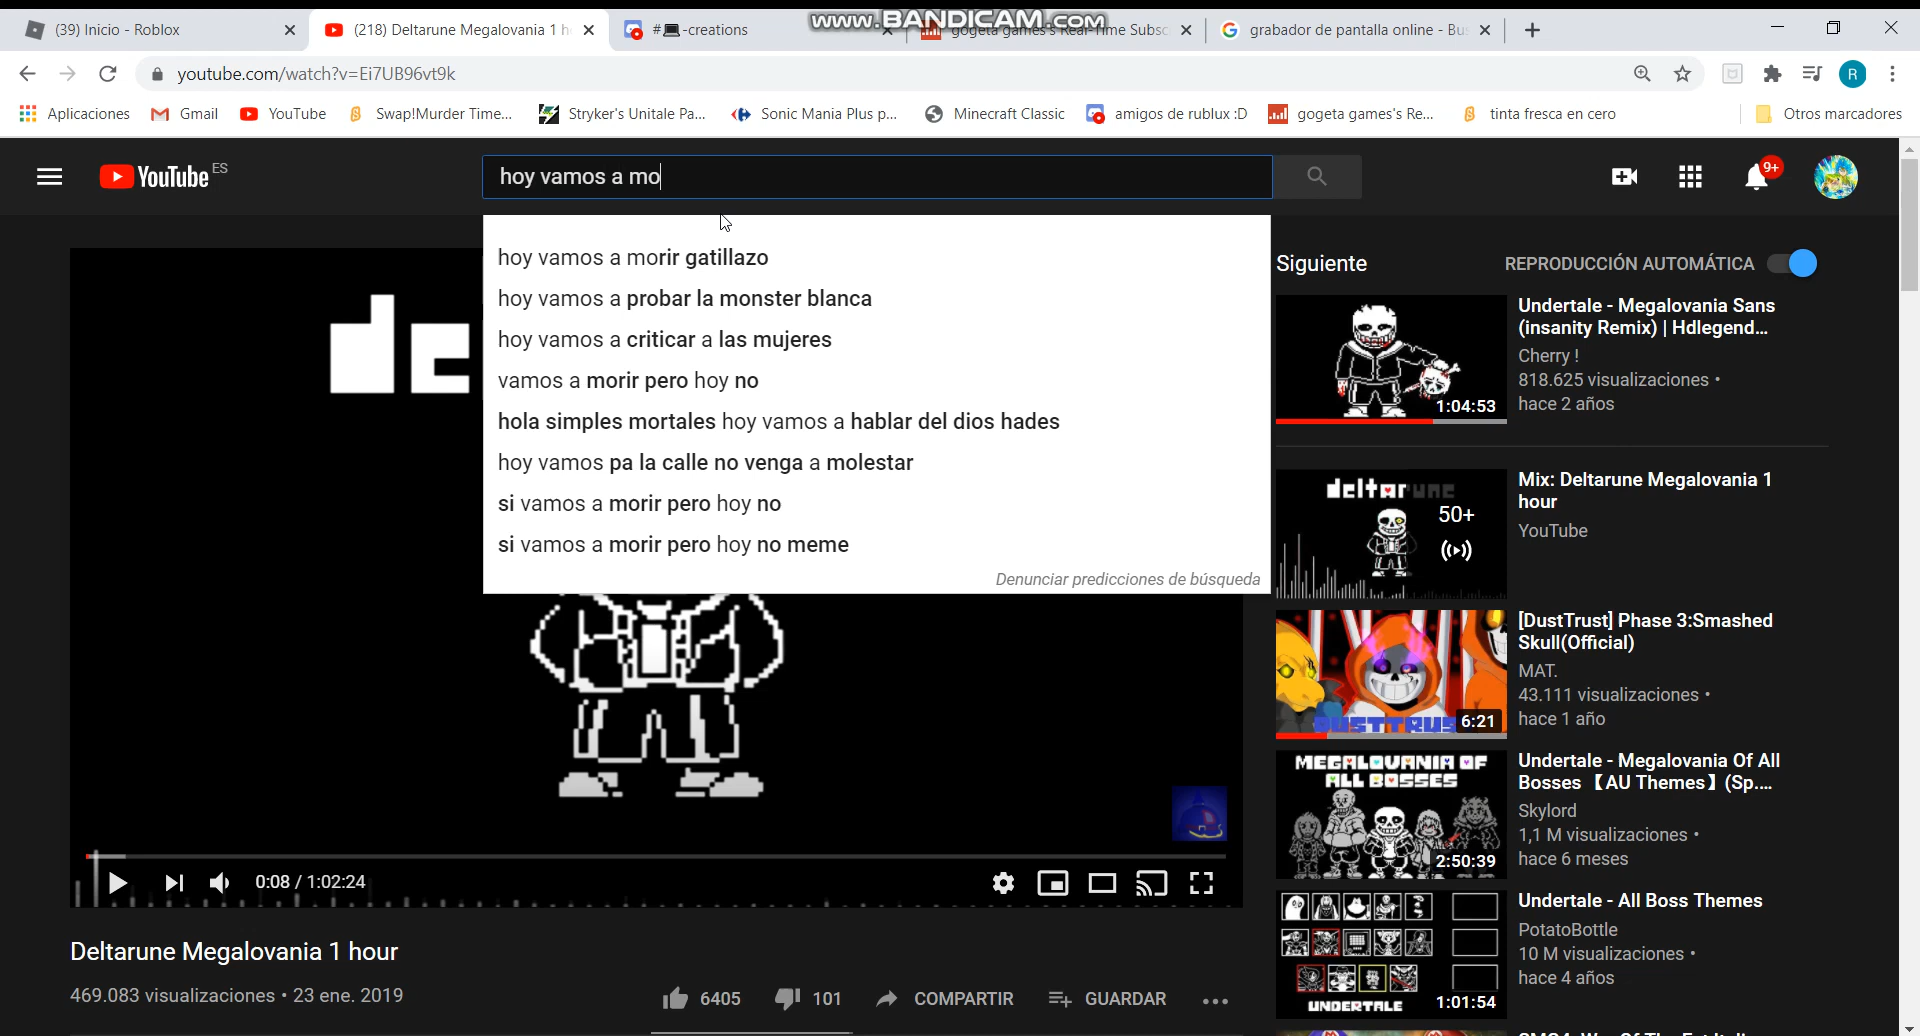 www.BANDICAM.com
(39) Inicio - Roblox
(218) Deltarune Megalovania 1 h
#💻-creations
gogeta games's Real-Time Subsc
grabador de pantalla online - Bu
youtube.com/watch?v=Ei7UB96vt9k
R
Aplicaciones
Gmail
YouTube
Swap!Murder Time...
Stryker's Unitale Pa...
Sonic Mania Plus p...
Minecraft Classic
amigos de rublux :D
gogeta games's Re...
tinta fresca en cero
Otros marcadores
YouTube ES
hoy vamos a mo
9+
hoy vamos a morir gatillazo
hoy vamos a probar la monster blanca
hoy vamos a criticar a las mujeres
vamos a morir pero hoy no
hola simples mortales hoy vamos a hablar del dios hades
hoy vamos pa la calle no venga a molestar
si vamos a morir pero hoy no
si vamos a morir pero hoy no meme
Denunciar predicciones de búsqueda
de
0:08 / 1:02:24
Deltarune Megalovania 1 hour
469.083 visualizaciones • 23 ene. 2019
6405
101
COMPARTIR
GUARDAR
Siguiente
REPRODUCCIÓN AUTOMÁTICA
1:04:53
Undertale - Megalovania Sans
(insanity Remix) | Hdlegend...
Cherry !
818.625 visualizaciones •
hace 2 años
deltarune
50+
Mix: Deltarune Megalovania 1
hour
YouTube
DUSTTRUS
6:21
[DustTrust] Phase 3:Smashed
Skull(Official)
MAT.
43.111 visualizaciones •
hace 1 año
MEGALOVANIA OF
ALL BOSSES
2:50:39
Undertale - Megalovania Of All
Bosses 【AU Themes】 (Sp....
Skylord
1,1 M visualizaciones •
hace 6 meses
UNDERTALE
1:01:54
Undertale - All Boss Themes
PotatoBottle
10 M visualizaciones •
hace 4 años